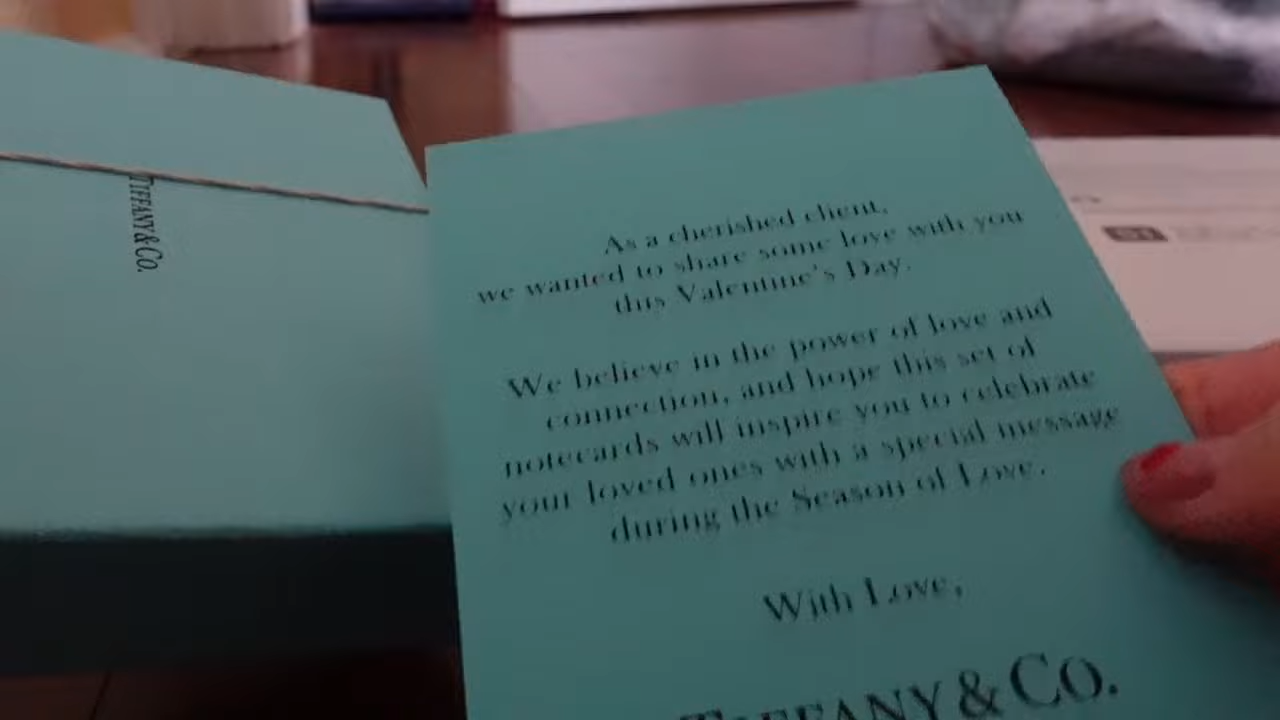 TIFFANY & CO.
As a cherished client,
we wanted to share some love with you
this Valentine's Day.
We believe in the power of love and
connection, and hope this set of
notecards will inspire you to celebrate
your loved ones with a special message
during the Season of Love.
With Love,
TIFFANY & CO.